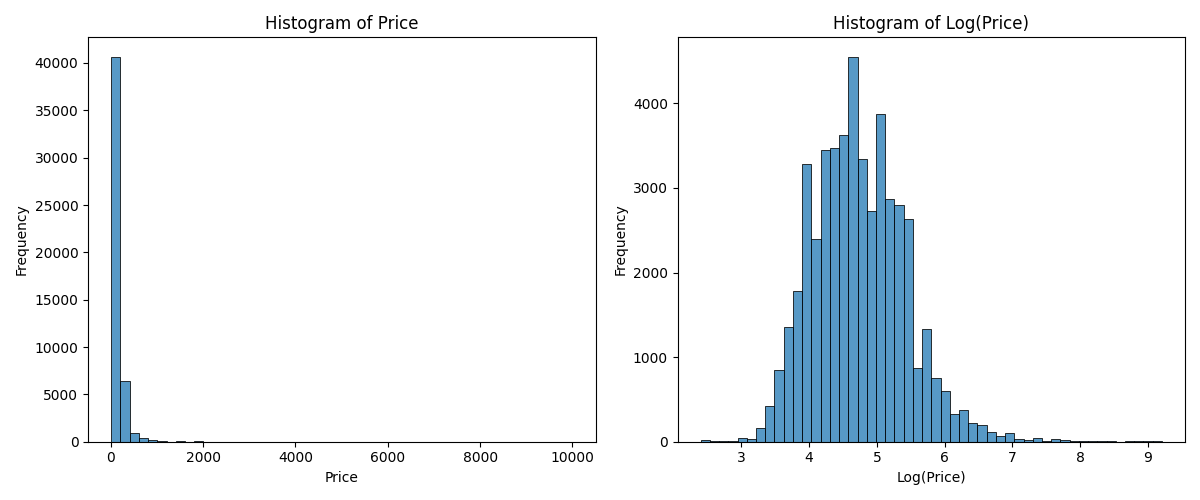 Histogram of Price
40000
35000
30000
25000
20000
15000
10000
5000
0
Frequency
0 2000 4000 6000 8000 10000
Price
Histogram of Log(Price)
4000
3000
2000
1000
0
Frequency
3 4 5 6 7 8 9
Log(Price)